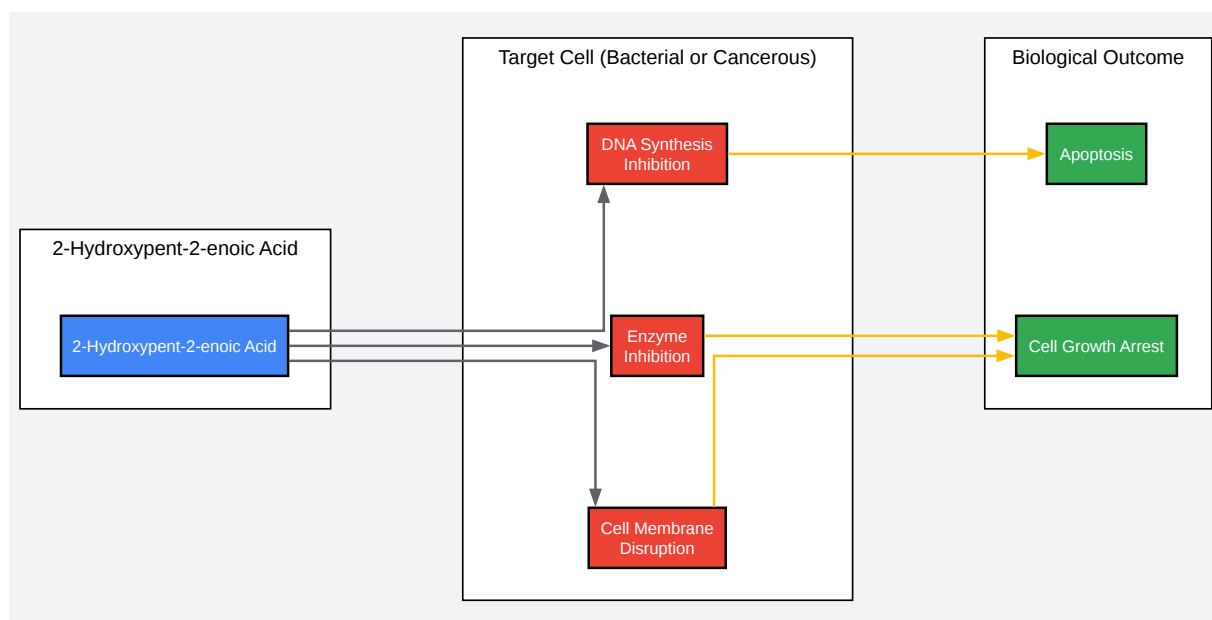 2-Hydroxypent-2-enoic Acid
2-Hydroxypent-2-enoic Acid
Target Cell (Bacterial or Cancerous)
DNA Synthesis
Inhibition
Enzyme
Inhibition
Cell Membrane
Disruption
Biological Outcome
Apoptosis
Cell Growth Arrest